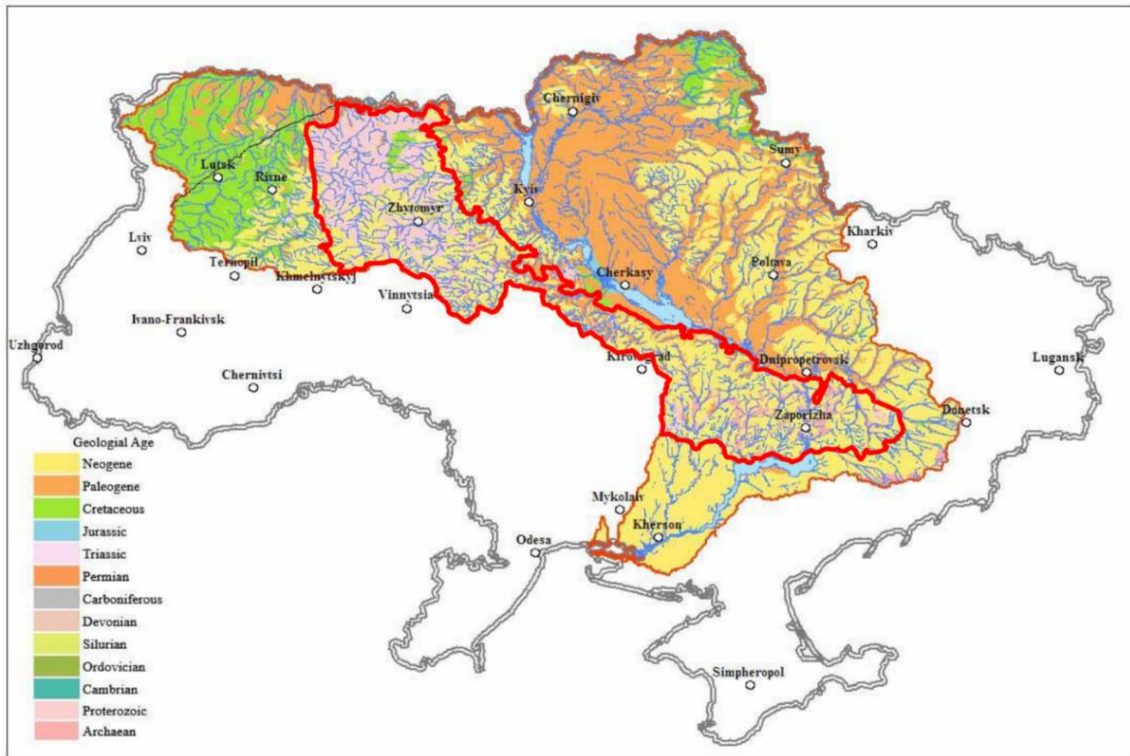 Chernigiv
Sumy
Lutsk
Rivne
Kyiv
Zhytomyr
Kharkiv
Lviv
Ternopil
Poltava
Khmelnytskyj
Cherkasy
Vinnytsia
Ivano-Frankivsk
Uzhgorod
Kirovgrad
Dnipropetrovsk
Lugansk
Chernivtsi
Donetsk
Zaporizha
Geologial Age
Neogene
Paleogene
Cretaceous
Jurassic
Triassic
Permian
Carboniferous
Devonian
Silurian
Ordovician
Cambrian
Proterozoic
Archaean
Mykolaiv
Kherson
Odesa
Simpheropol